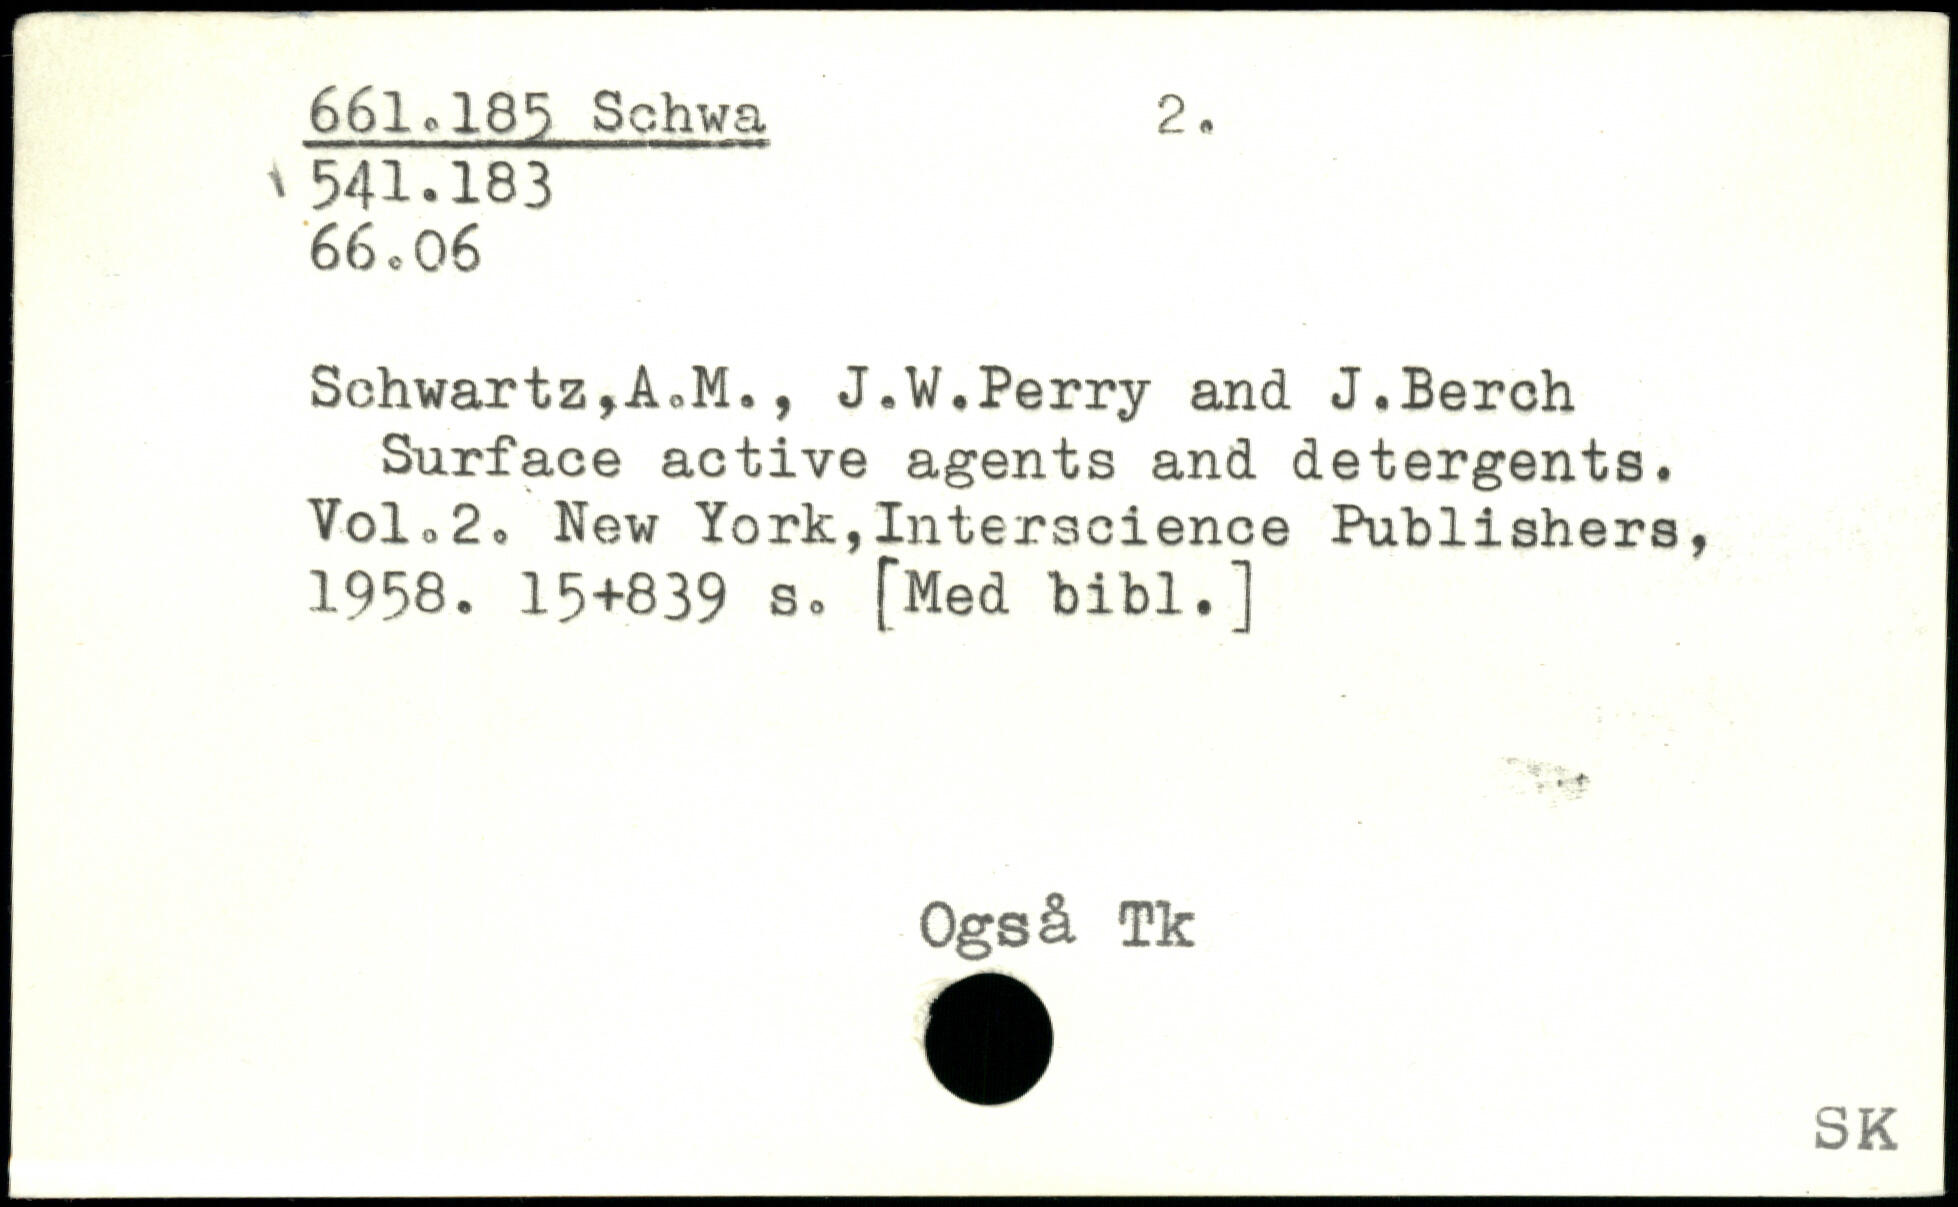 661.185 Schwa 2.
541.183
66.06
Schwartz,A.M., J.W.Perry and J.Berch
Surface active agents and detergents.
Vol.2. New York,Interscience Publishers,
1958. 15+839 s. [Med bibl.]
Også Tk
SK